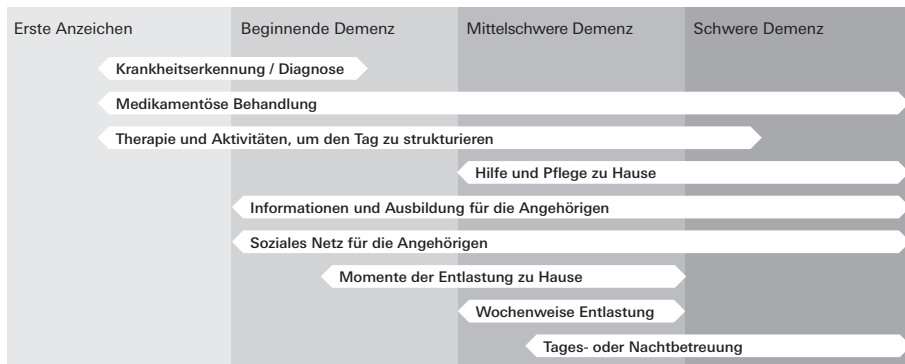 Erste Anzeichen Beginnende Demenz Mittelschwere Demenz Schwere Demenz
Krankheitserkennung / Diagnose
Medikamentöse Behandlung
Therapie und Aktivitäten, um den Tag zu strukturieren
Hilfe und Pflege zu Hause
Informationen und Ausbildung für die Angehörigen
Soziales Netz für die Angehörigen
Momente der Entlastung zu Hause
Wochenweise Entlastung
Tages- oder Nachtbetreuung